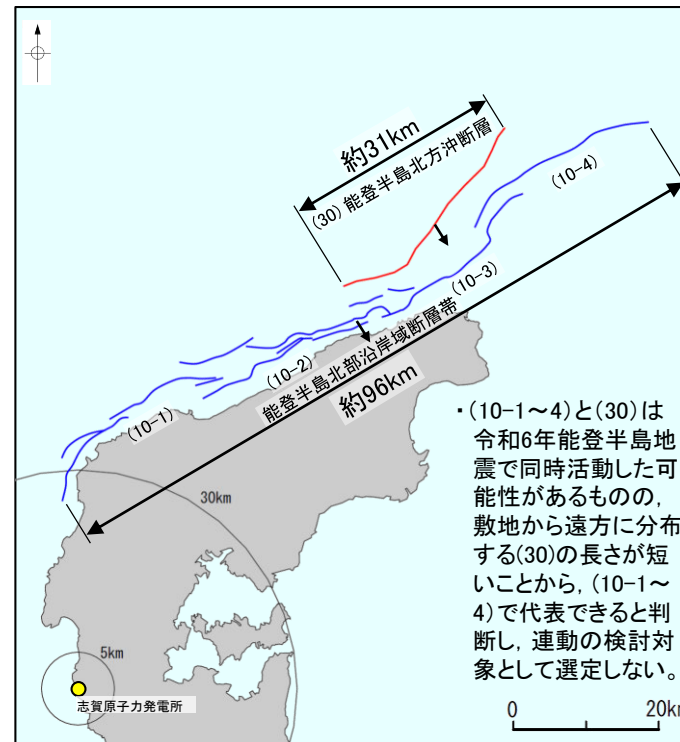 約31km
(30) 能登半島北方沖断層
(10-4)
(10-3)
能登半島北部沿岸域断層帯
(10-2)
約96km
(10-1)
・(10-1～4)と(30)は
令和6年能登半島地
震で同時活動した可
能性があるものの，
敷地から遠方に分布
する(30)の長さが短
いことから，(10-1～
4)で代表できると判
断し，連動の検討対
象として選定しない。
30km
5km
志賀原子力発電所
0 20km